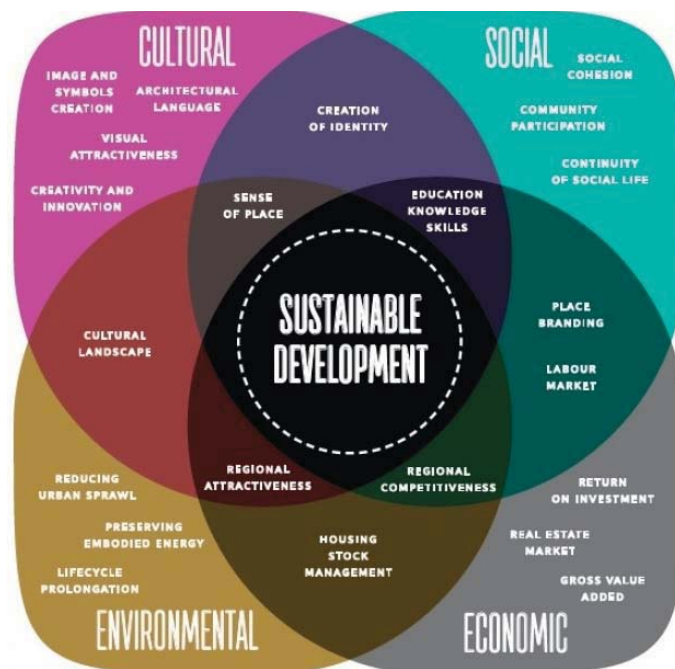 CULTURAL
IMAGE AND
SYMBOLS
CREATION
ARCHITECTURAL
LANGUAGE
VISUAL
ATTRACTIVENESS
CREATIVITY AND
INNOVATION
SOCIAL
SOCIAL
COHESION
COMMUNITY
PARTICIPATION
CONTINUITY
OF SOCIAL LIFE
CREATION
OF IDENTITY
SENSE
OF PLACE
EDUCATION
KNOWLEDGE
SKILLS
CULTURAL
LANDSCAPE
SUSTAINABLE
DEVELOPMENT
PLACE
BRANDING
LABOUR
MARKET
REGIONAL
ATTRACTIVENESS
REGIONAL
COMPETITIVENESS
REDUCING
URBAN SPRAWL
PRESERVING
EMBODIED ENERGY
LIFECYCLE
PROLONGATION
ENVIRONMENTAL
HOUSING
STOCK
MANAGEMENT
RETURN
ON INVESTMENT
REAL ESTATE
MARKET
GROSS VALUE
ADDED
ECONOMIC